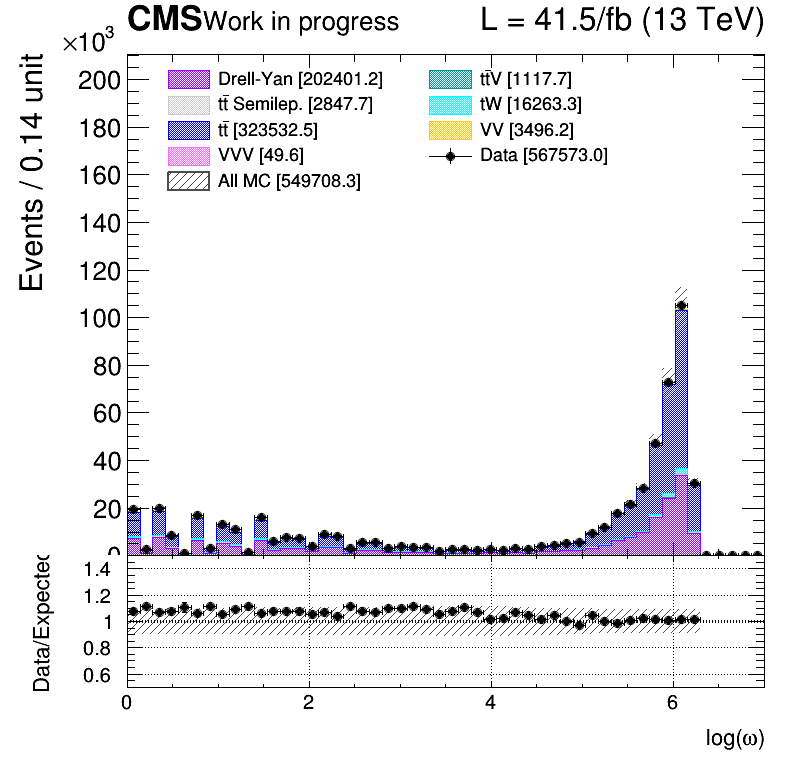 CMS Work in progress L = 41.5/fb (13 TeV)
×10³
Events / 0.14 unit
200
180
160
140
120
100
80
60
40
20
0
Drell-Yan [202401.2]
tt̄ Semilep. [2847.7]
tt̄ [323532.5]
VVV [49.6]
All MC [549708.3]
tt̄V [1117.7]
tW [16263.3]
VV [3496.2]
Data [567573.0]
Data/Expected
1.4
1.2
1
0.8
0.6
0 2 4 6
log(ω)